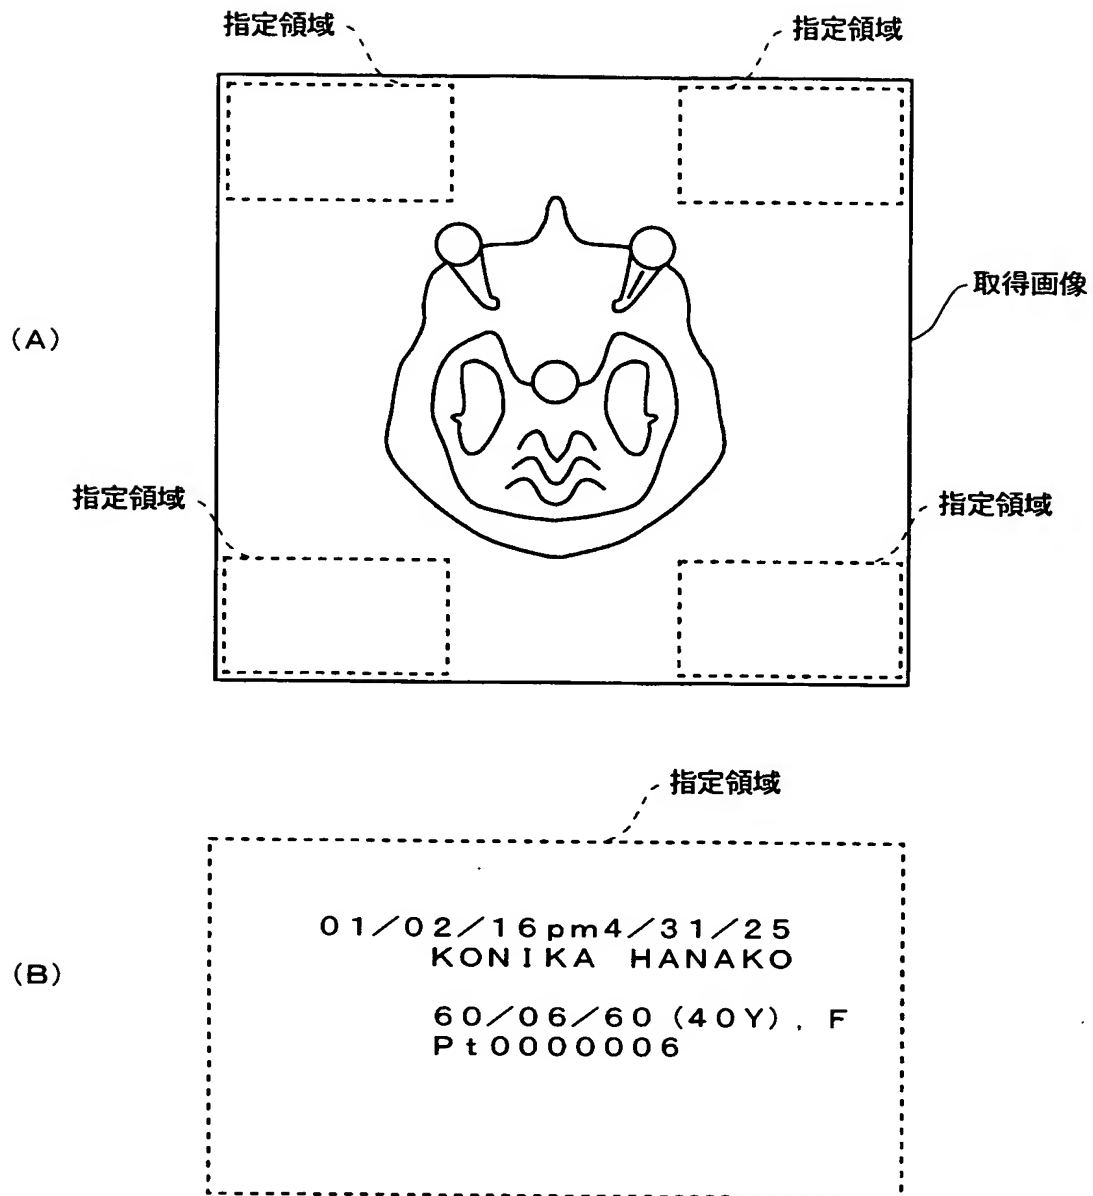 指定領域
指定領域
取得画像
(A)
指定領域
指定領域
指定領域
01/02/16pm4/31/25
KONIKA HANAKO
(B)
60/06/60 (40Y), F
Pt0000006